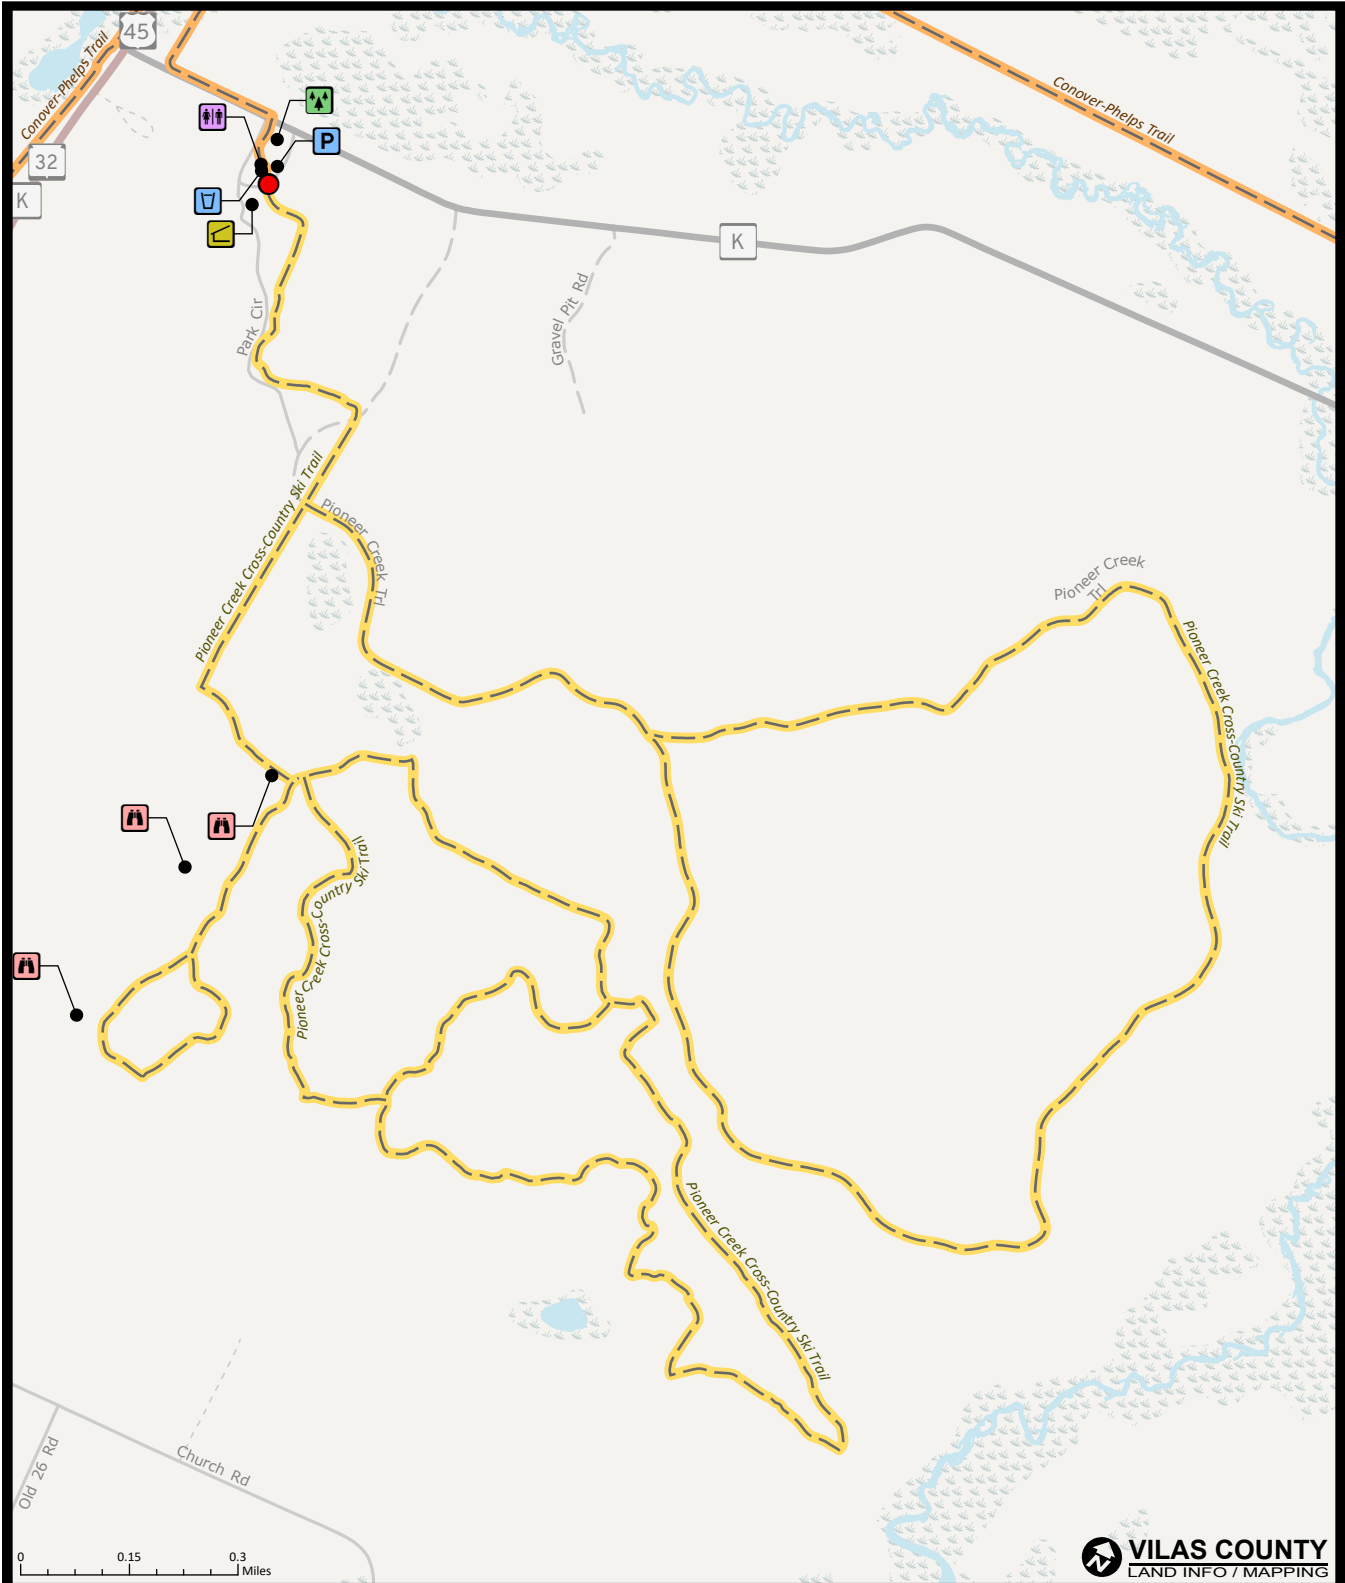 45
Conover-Phelps Trail
32
K
P
Conover-Phelps Trail
K
Park Cir
Gravel Pit Rd
Pioneer Creek Cross-Country Ski Trail
Pioneer Creek Trl
Pioneer Creek
Trl
Pioneer Creek Cross-Country Ski Trail
Pioneer Creek Cross-Country Ski Trail
Pioneer Creek Cross-Country Ski Trail
Old 26 Rd
Church Rd
0 0.15 0.3
Miles
N
VILAS COUNTY
LAND INFO / MAPPING